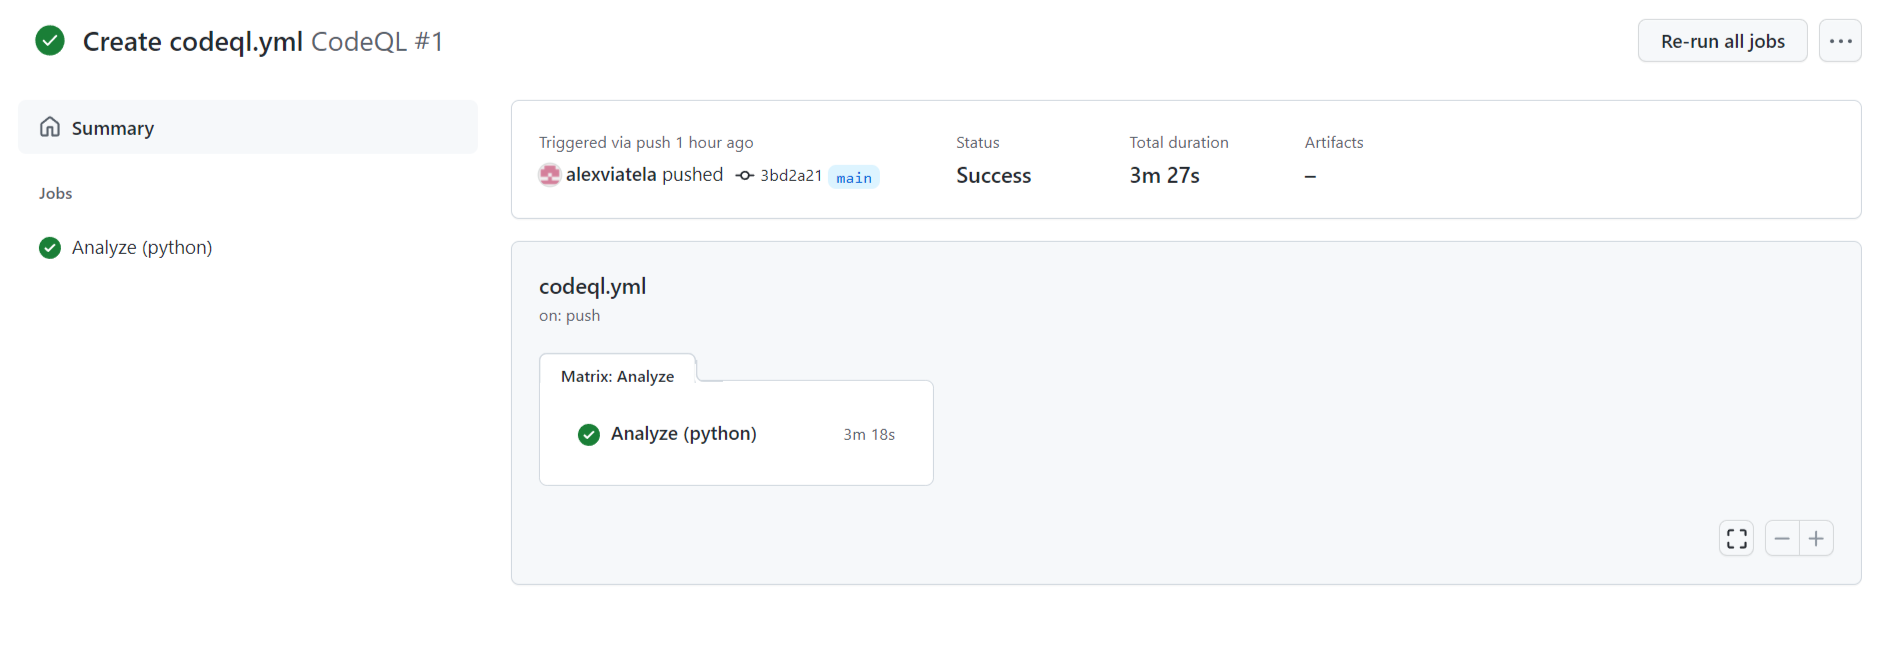 Create codeql.yml CodeQL #1
Re-run all jobs
Summary
Jobs
Analyze (python)
Triggered via push 1 hour ago
alexviatela pushed 3bd2a21 main
Status
Success
Total duration
3m 27s
Artifacts
–
codeql.yml
on: push
Matrix: Analyze
Analyze (python) 3m 18s